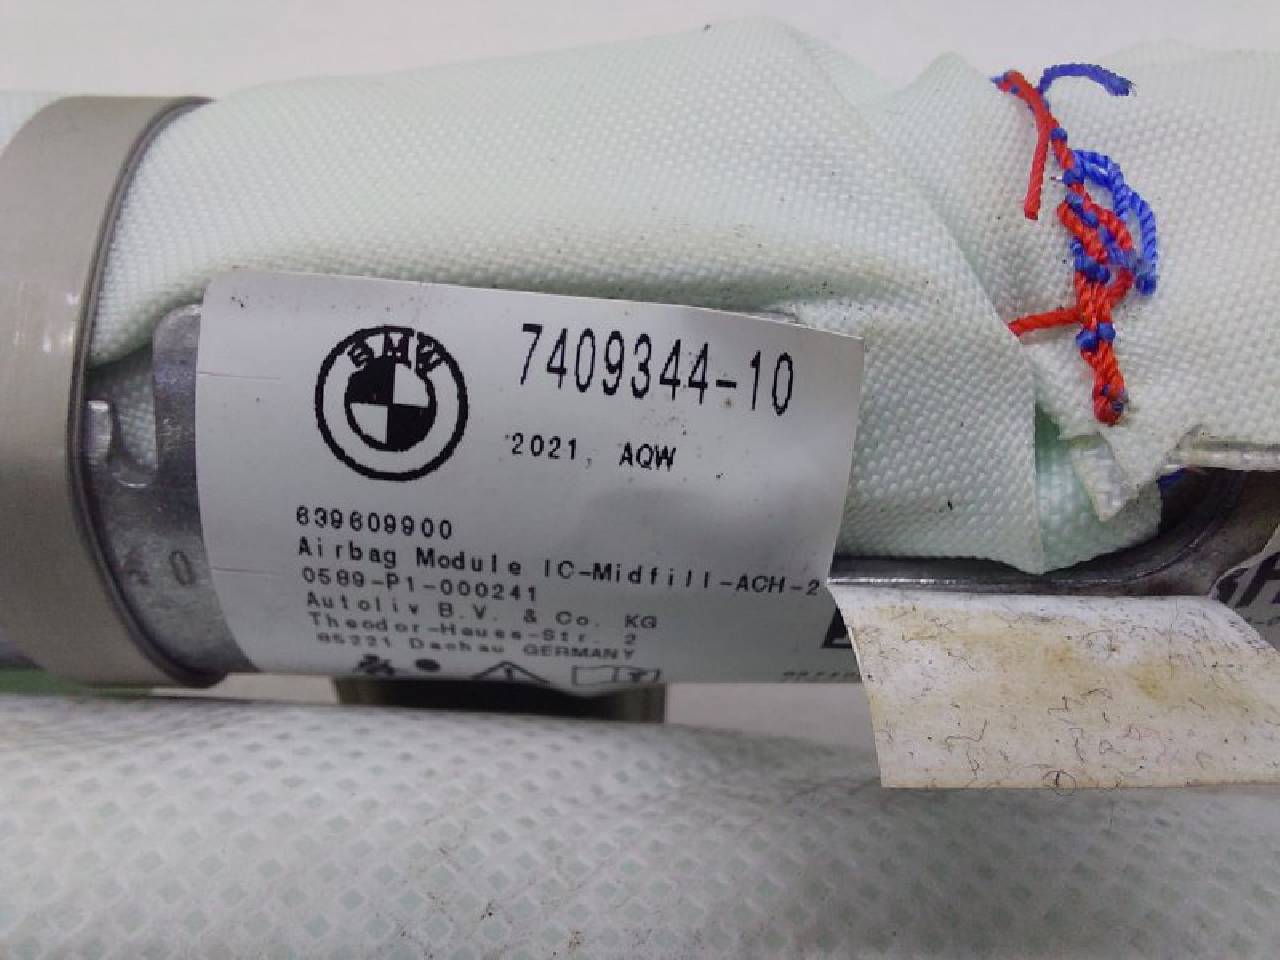 BMW
7409344-10
2021, AQW
639609900
Airbag Module IC-Midfill-ACH-2
0589-P1-000241
Autoliv B.V. & Co. KG
Theodor-Heuss-Str. 2
85221 Dachau GERMANY